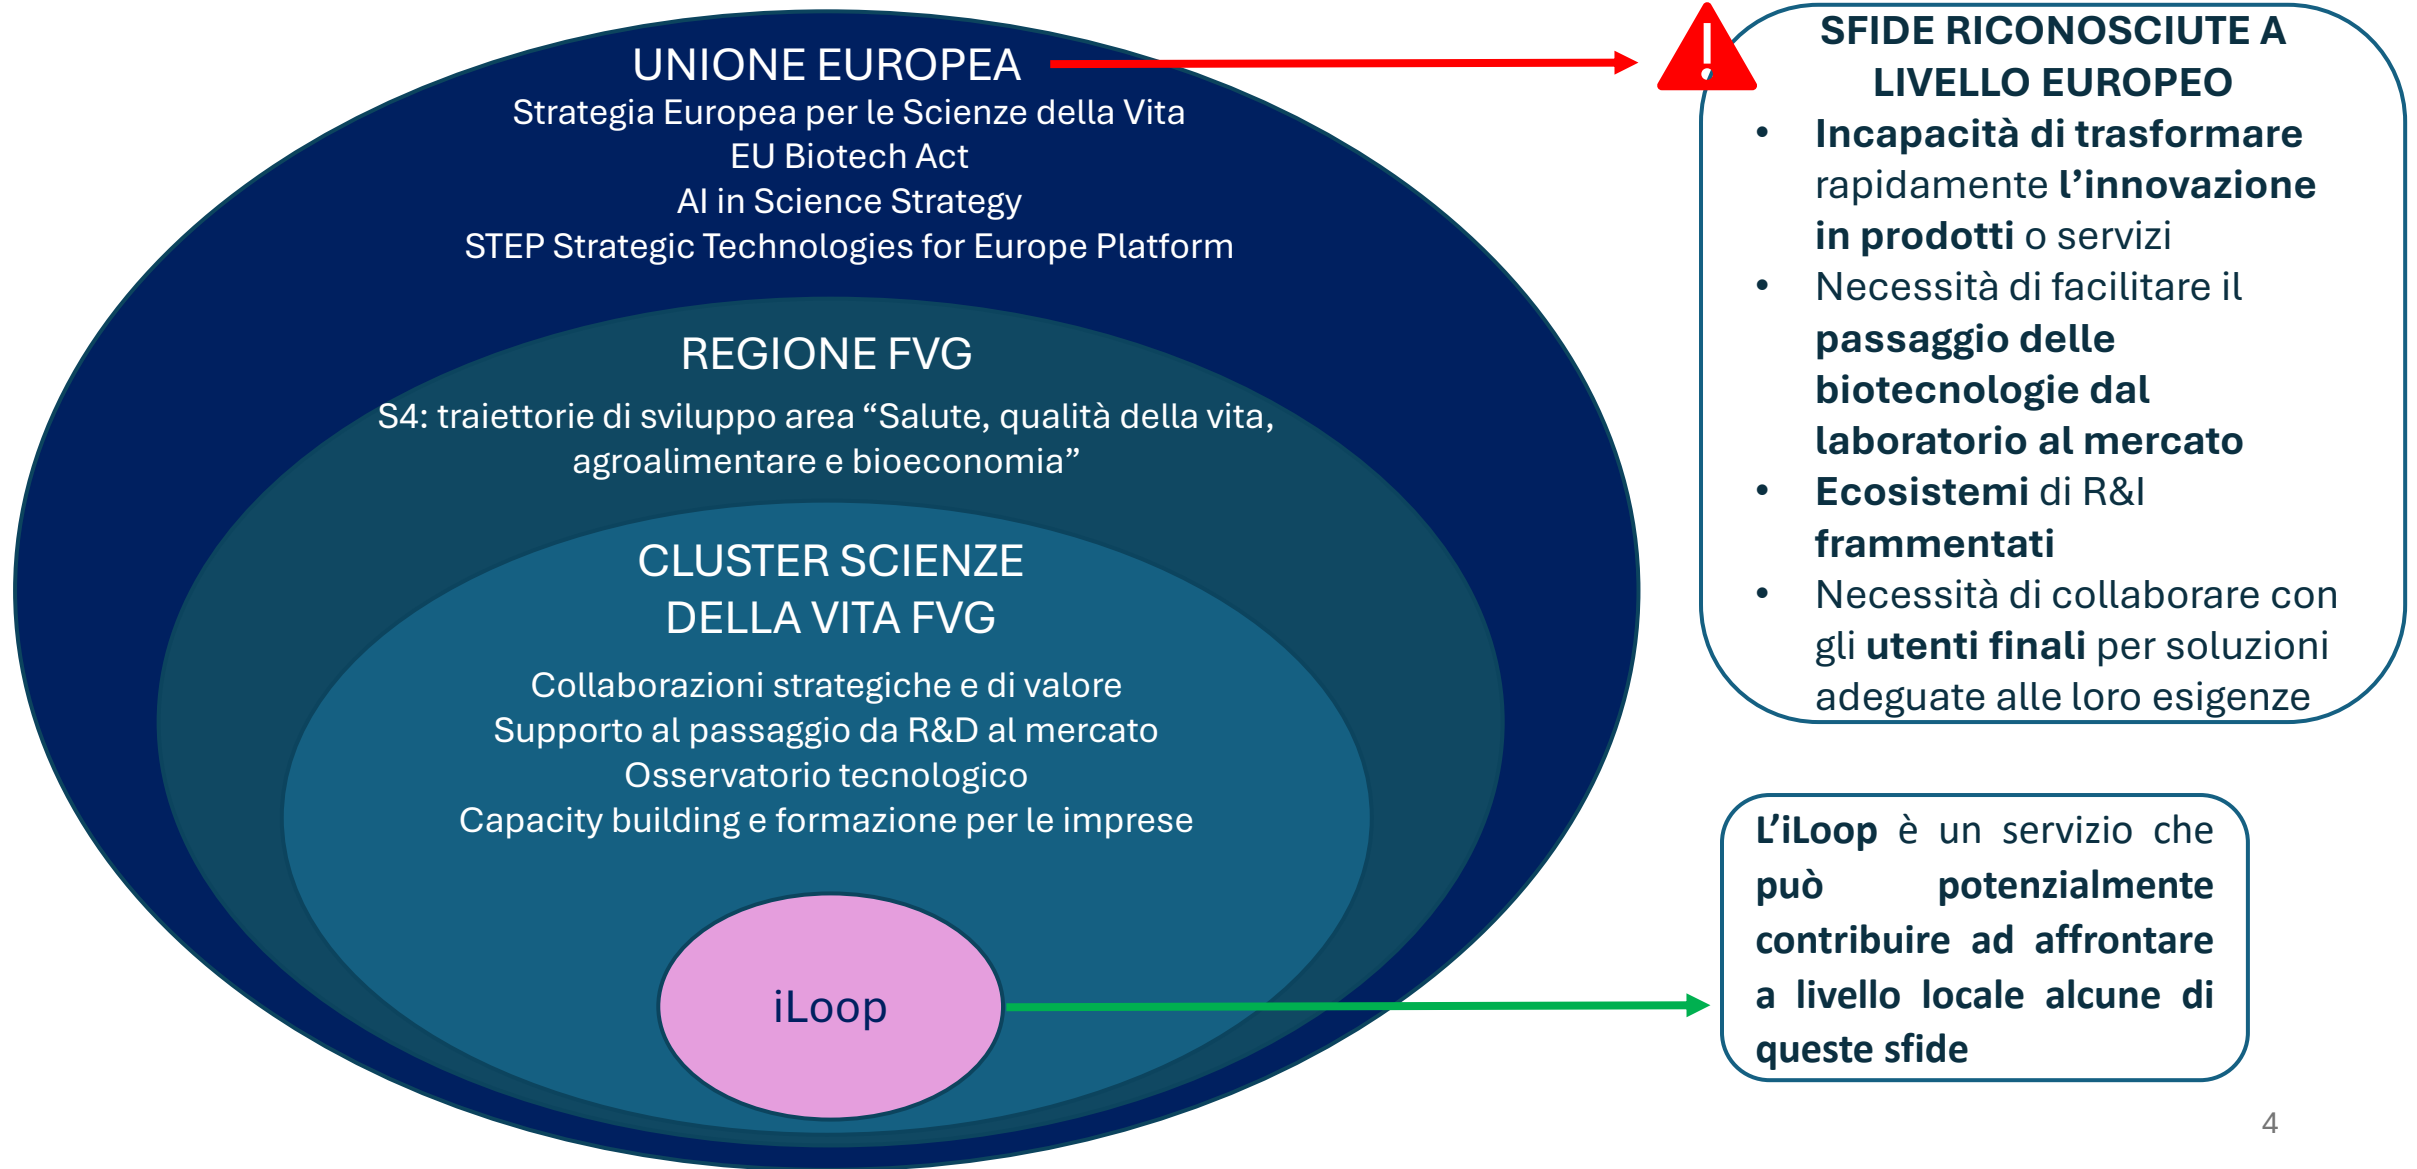 UNIONE EUROPEA
Strategia Europea per le Scienze della Vita
EU Biotech Act
AI in Science Strategy
STEP Strategic Technologies for Europe Platform
REGIONE FVG
S4: traiettorie di sviluppo area “Salute, qualità della vita,
agroalimentare e bioeconomia”
CLUSTER SCIENZE
DELLA VITA FVG
Collaborazioni strategiche e di valore
Supporto al passaggio da R&D al mercato
Osservatorio tecnologico
Capacity building e formazione per le imprese
iLoop
SFIDE RICONOSCIUTE A
LIVELLO EUROPEO
• Incapacità di trasformare
rapidamente l’innovazione
in prodotti o servizi
• Necessità di facilitare il
passaggio delle
biotecnologie dal
laboratorio al mercato
• Ecosistemi di R&I
frammentati
• Necessità di collaborare con
gli utenti finali per soluzioni
adeguate alle loro esigenze
L’iLoop è un servizio che
può potenzialmente
contribuire ad affrontare
a livello locale alcune di
queste sfide
4